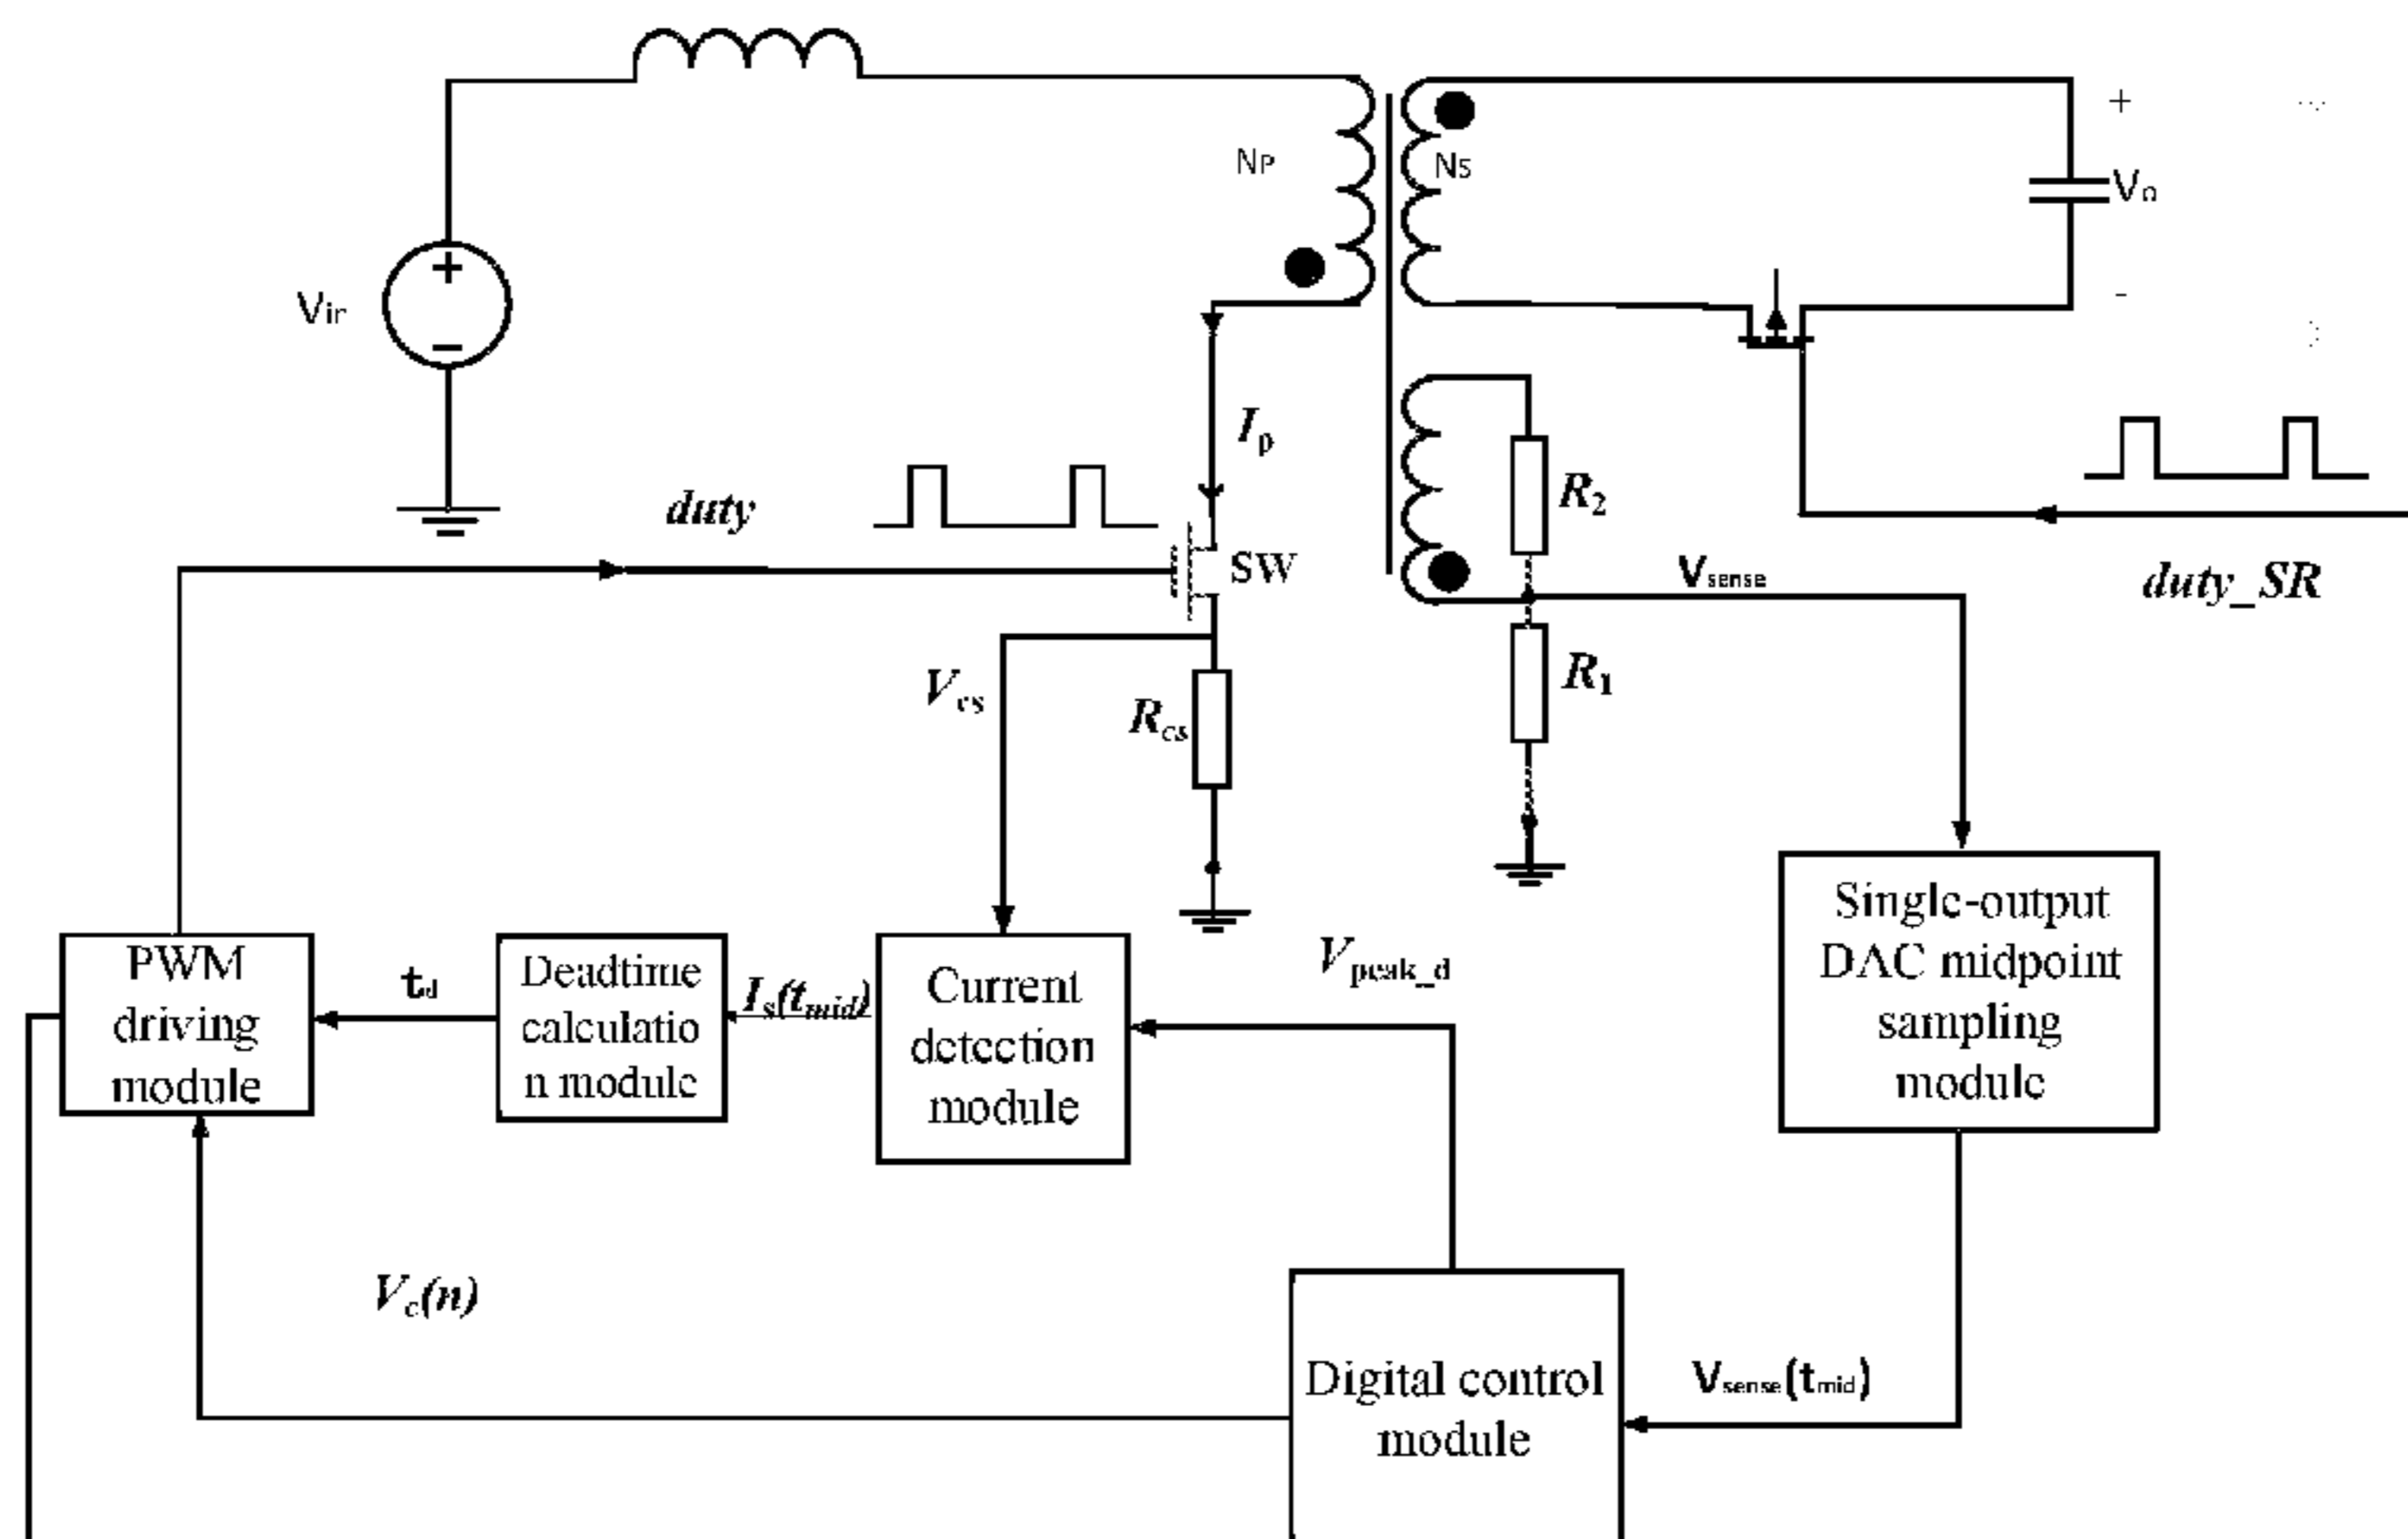 +
NP
NS
Vo
+
Vin
-
−
Ip
duty
R2
SW
Vsense
duty_SR
Vcs
R1
Rcs
Single-output
DAC midpoint
sampling
module
Vpeak_d
PWM
driving
module
td
Deadtime
calculatio
n module
Is(tmid)
Current
detection
module
Vc(n)
Digital control
module
Vsense(tmid)